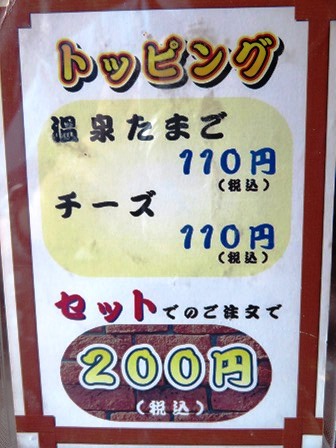 トッピング
温泉たまご
110円
(税込)
チーズ
110円
(税込)
セットでのご注文で
200円
(税込)